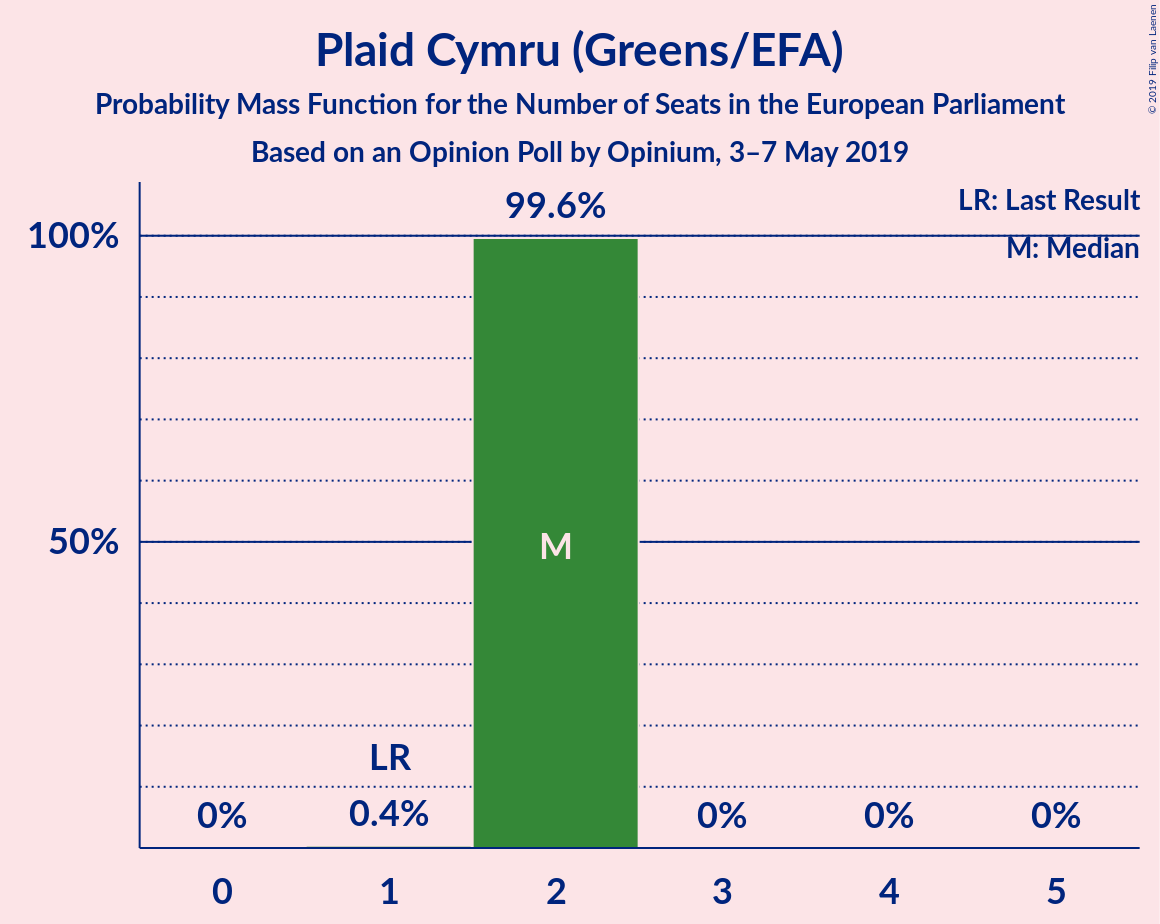 Plaid Cymru (Greens/EFA)
Probability Mass Function for the Number of Seats in the European Parliament
Based on an Opinion Poll by Opinium, 3–7 May 2019
© 2019 Filip van Laenen
LR: Last Result
M: Median
100%
50%
99.6%
M
LR
0%
0.4%
0%
0%
0%
0
1
2
3
4
5